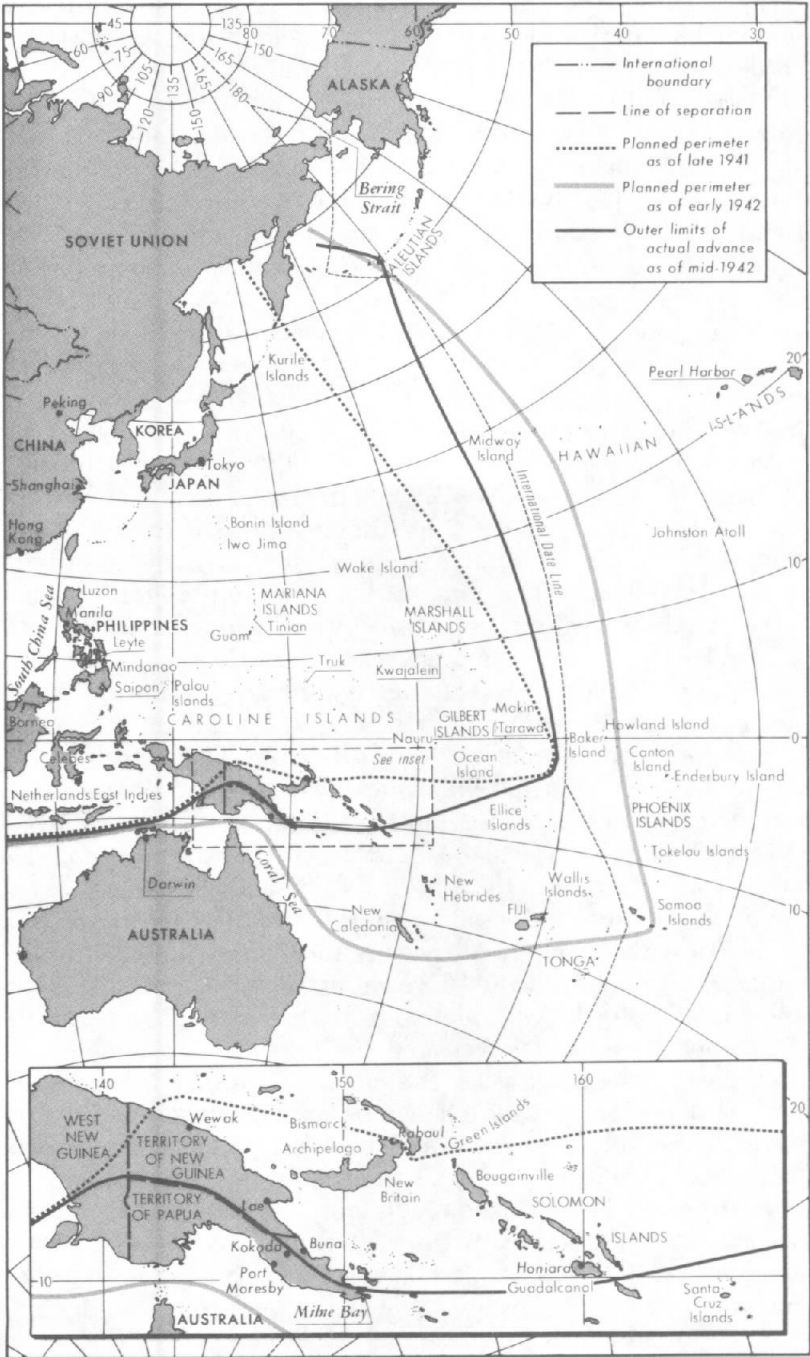 45
60
75
90
105
120
135
150
165
180
165
150
135
80
70
60
50
40
30
ALASKA
International
boundary
Line of separation
Planned perimeter
as of late 1941
Planned perimeter
as of early 1942
Outer limits of
actual advance
as of mid-1942
Bering
Strait
SOVIET UNION
ALEUTIAN
ISLANDS
Kurile
Islands
20
Pearl Harbor
HAWAIIAN ISLANDS
Peking
KOREA
CHINA
Tokyo
JAPAN
Shanghai
Midway
Island
International Date Line
Hong
Kong
Bonin Island
Iwo Jima
Johnston Atoll
10
Wake Island
South China Sea
Luzon
Manila
PHILIPPINES
Leyte
MARIANA
ISLANDS
Tinian
Guam
MARSHALL
ISLANDS
Mindanao
Saipan
Palau
Islands
Truk
Kwajalein
Borneo
CAROLINE ISLANDS
Makin
GILBERT
ISLANDS
Tarawa
Nauru
Howland Island
Baker
Island
0
Celebes
See inset
Ocean
Island
Canton
Island
Enderbury Island
Netherlands East Indies
Ellice
Islands
PHOENIX
ISLANDS
Tokelau Islands
Darwin
Coral Sea
New
Hebrides
Wallis
Islands
10
New
Caledonia
FIJI
Samoa
Islands
AUSTRALIA
TONGA
140
150
160
20
WEST
NEW
GUINEA
Wewak
TERRITORY
OF NEW
GUINEA
Bismarck
Archipelago
Rabaul
Green Islands
New
Britain
Bougainville
TERRITORY
OF PAPUA
Lae
SOLOMON
ISLANDS
Kokoda
Buna
Honiara
10
Port
Moresby
Guadalcanal
Milne Bay
Santa
Cruz
Islands
AUSTRALIA